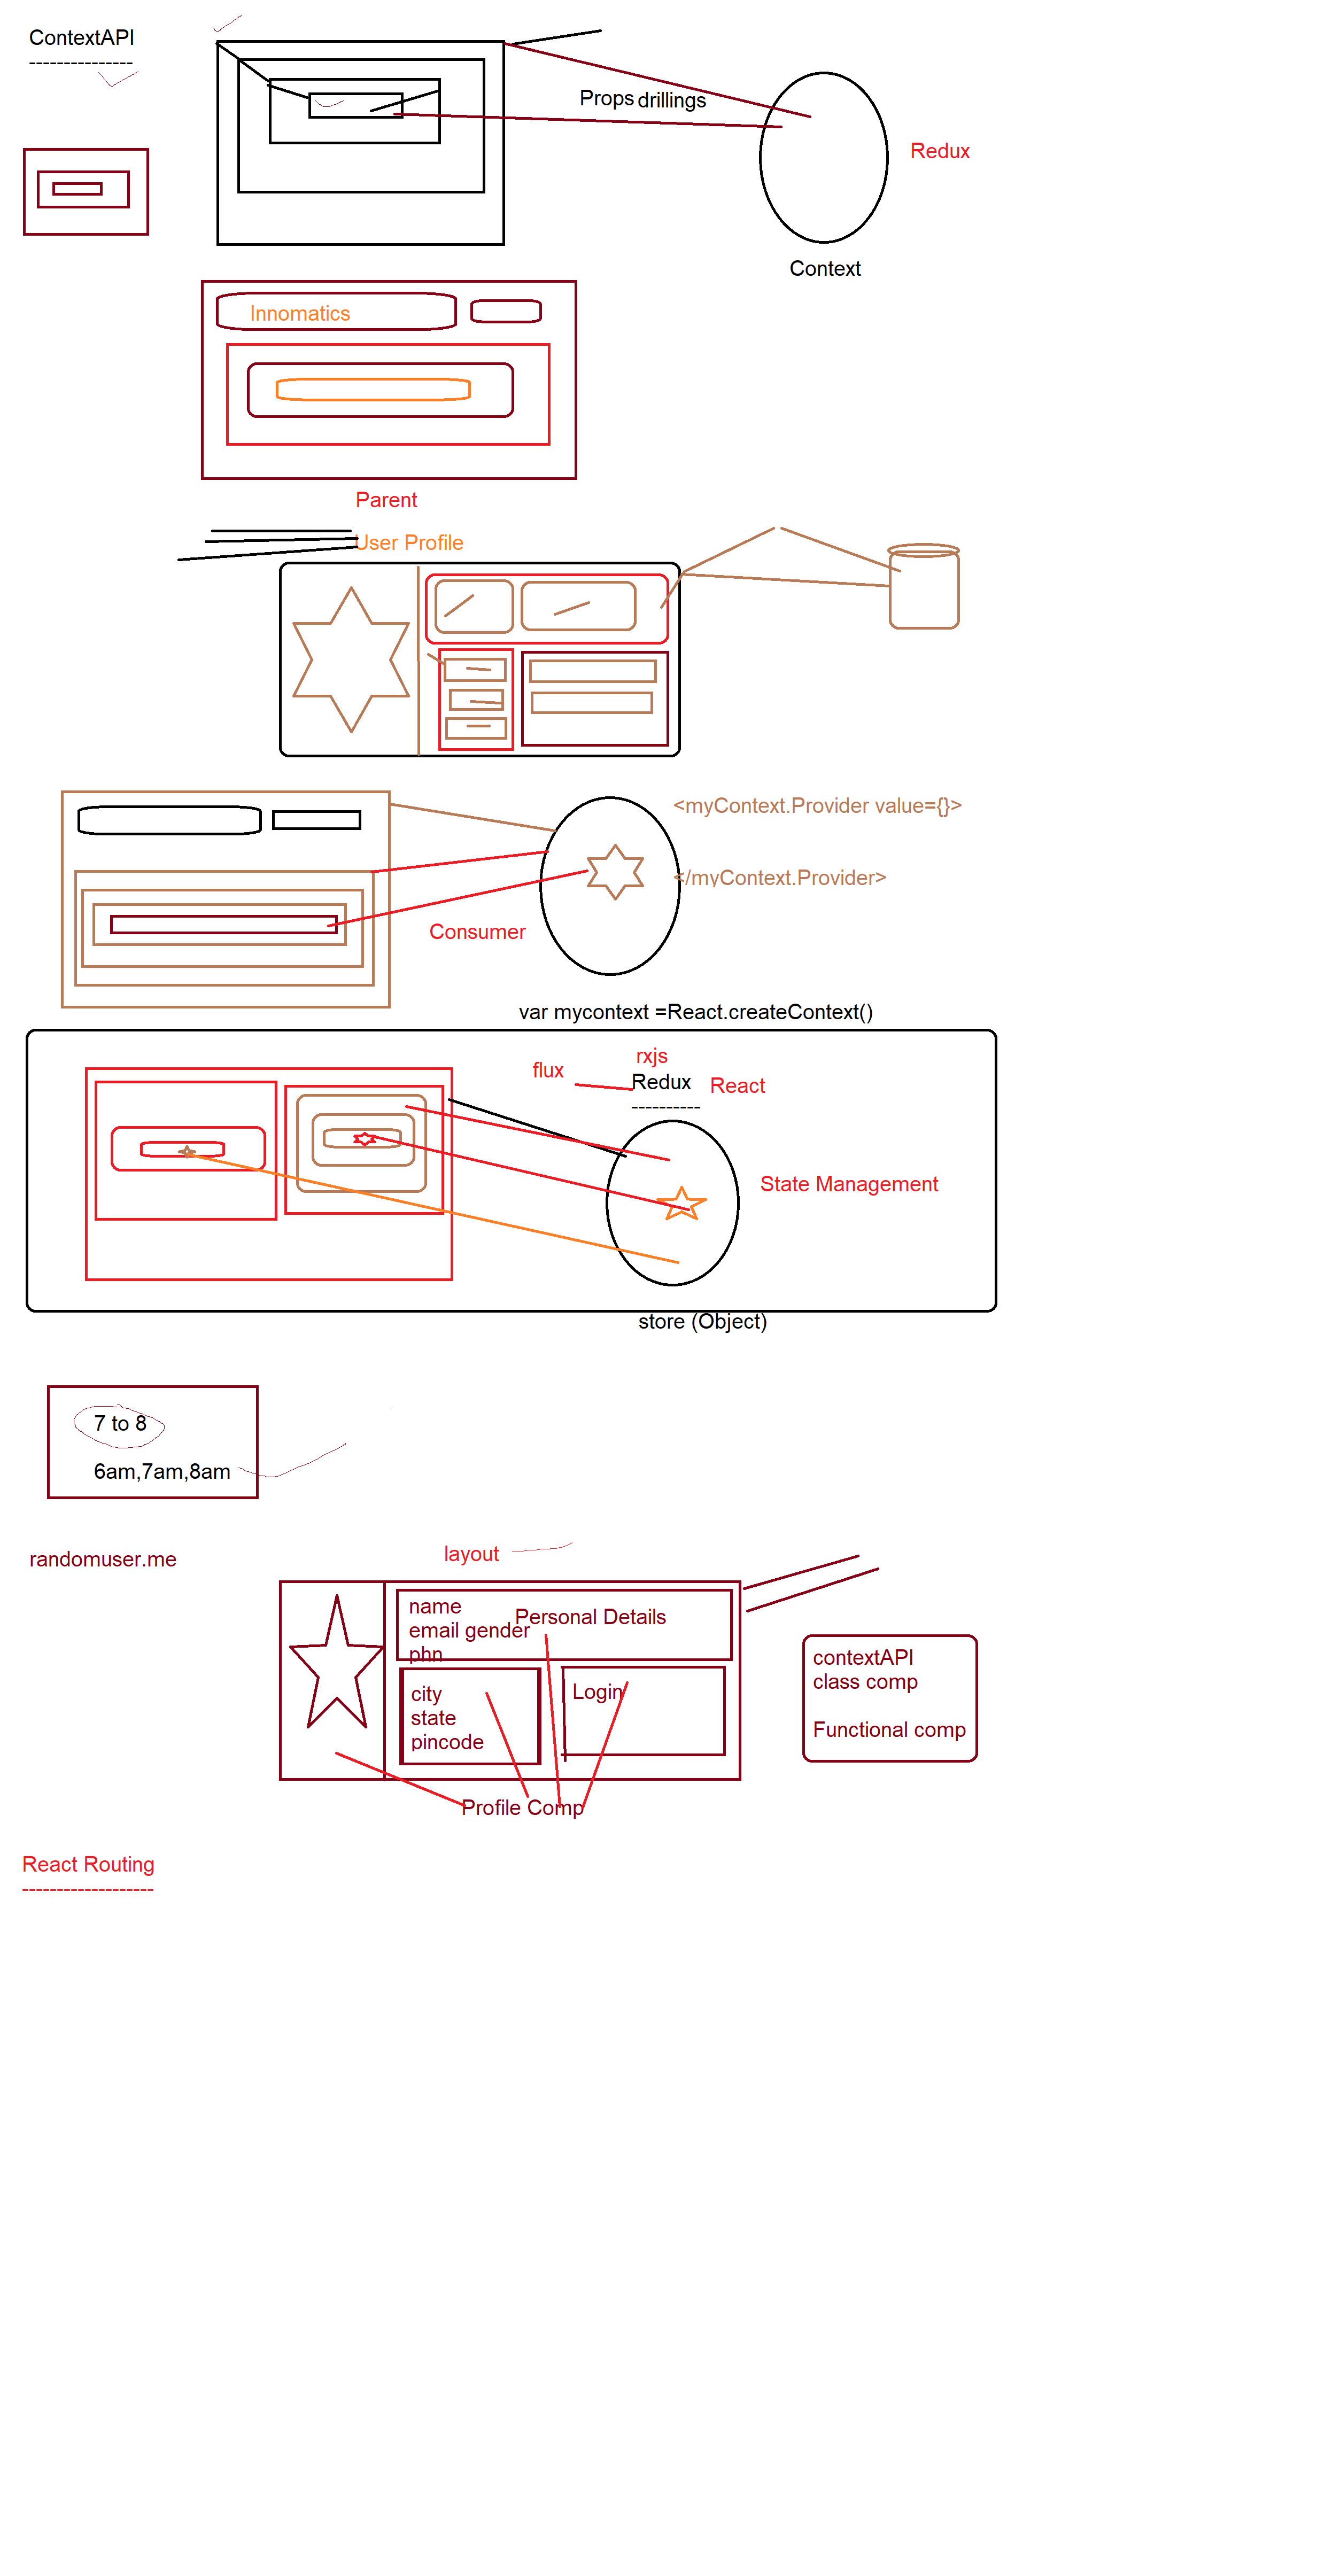 ContextAPI
---------------
Props drillings
Redux
Context
Innomatics
Parent
User Profile
<myContext.Provider value={}>
</myContext.Provider>
Consumer
var mycontext =React.createContext()
rxjs
flux
Redux
React
----------
State Management
store (Object)
7 to 8
6am,7am,8am
randomuser.me
layout
name
Personal Details
email gender
phn
city
state
pincode
Login
contextAPI
class comp
Functional comp
Profile Comp
React Routing
-------------------